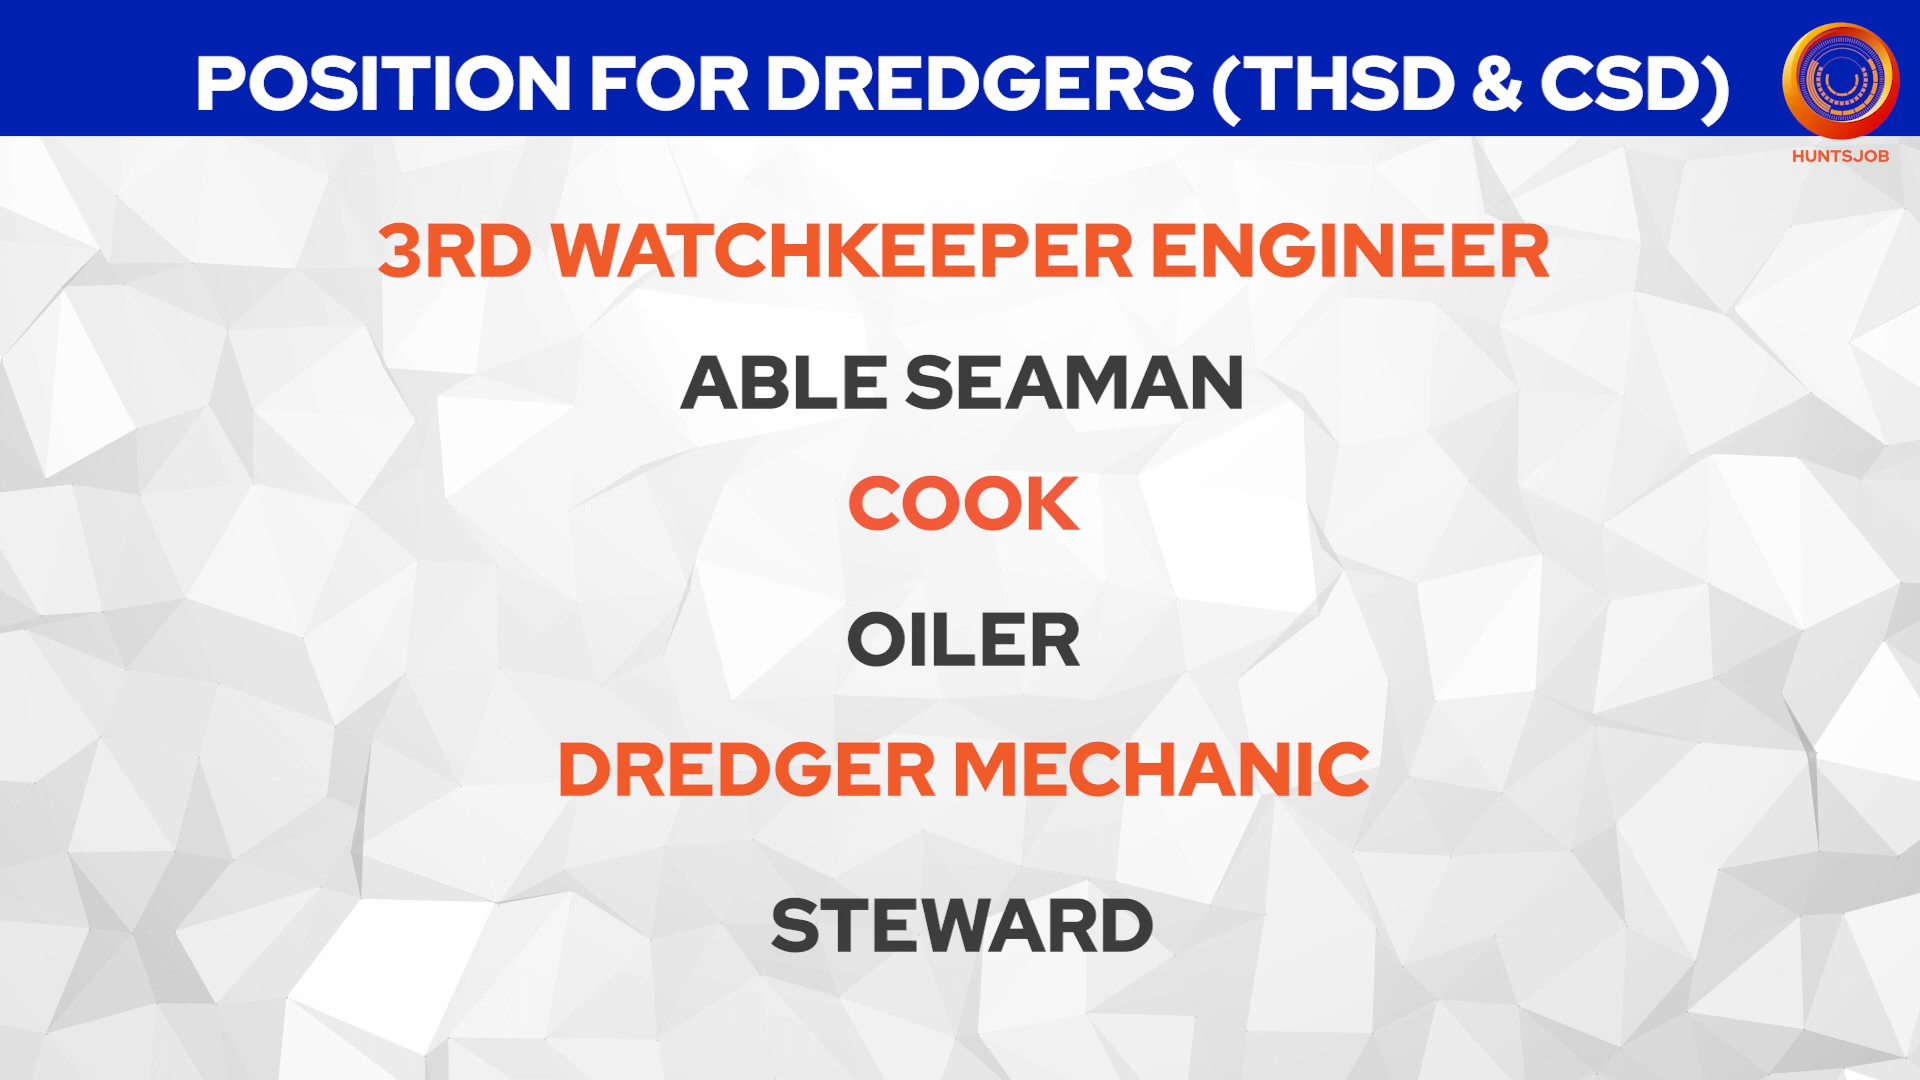 POSITION FOR DREDGERS (THSD & CSD)
HUNTSJOB
3RD WATCHKEEPER ENGINEER
ABLE SEAMAN
COOK
OILER
DREDGER MECHANIC
STEWARD